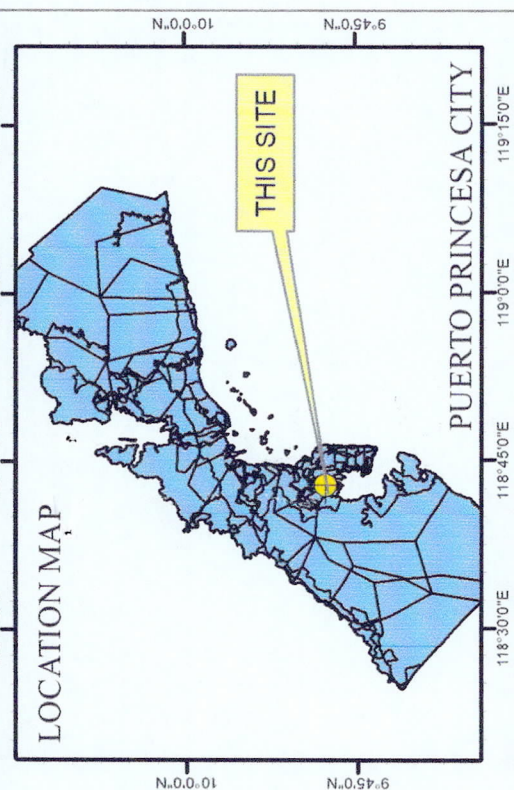 LOCATION MAP
10°0'0"N
10°0'0"N
THIS SITE
9°45'0"N
9°45'0"N
PUERTO PRINCESA CITY
118°30'0"E 118°45'0"E 119°0'0"E 119°15'0"E